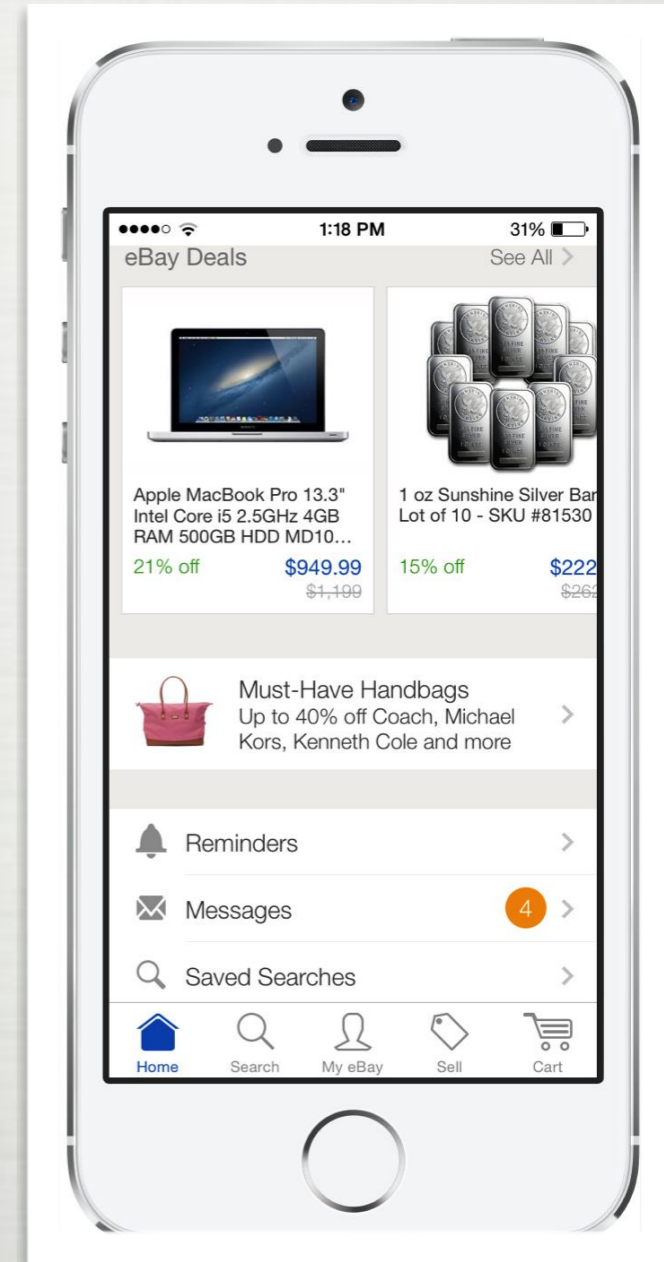 1:18 PM 31%
eBay Deals See All
Apple MacBook Pro 13.3"
Intel Core i5 2.5GHz 4GB
RAM 500GB HDD MD10...
21% off $949.99
$1,199
1 oz Sunshine Silver Bar
Lot of 10 - SKU #81530
15% off $222
$262
Must-Have Handbags
Up to 40% off Coach, Michael
Kors, Kenneth Cole and more
Reminders
Messages 4
Saved Searches
Home Search My eBay Sell Cart